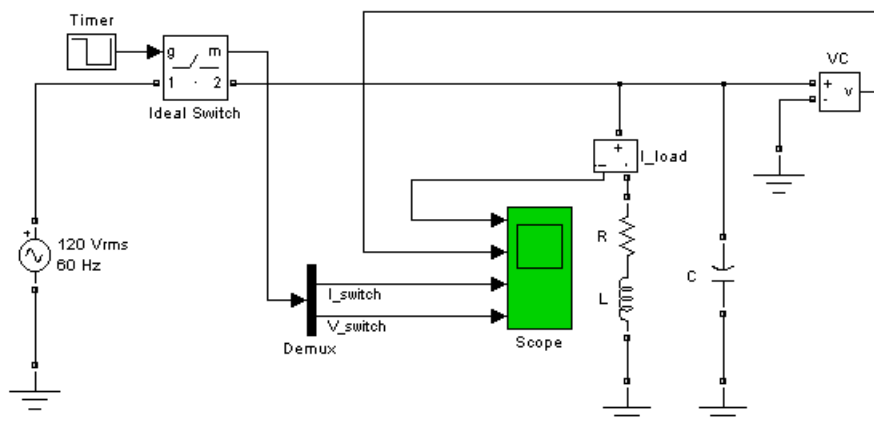 Timer
g m
1 2
Ideal Switch
VC
+
-
v
+
-
I_load
+
120 Vrms
60 Hz
R
L
C
I_switch
V_switch
Demux
Scope